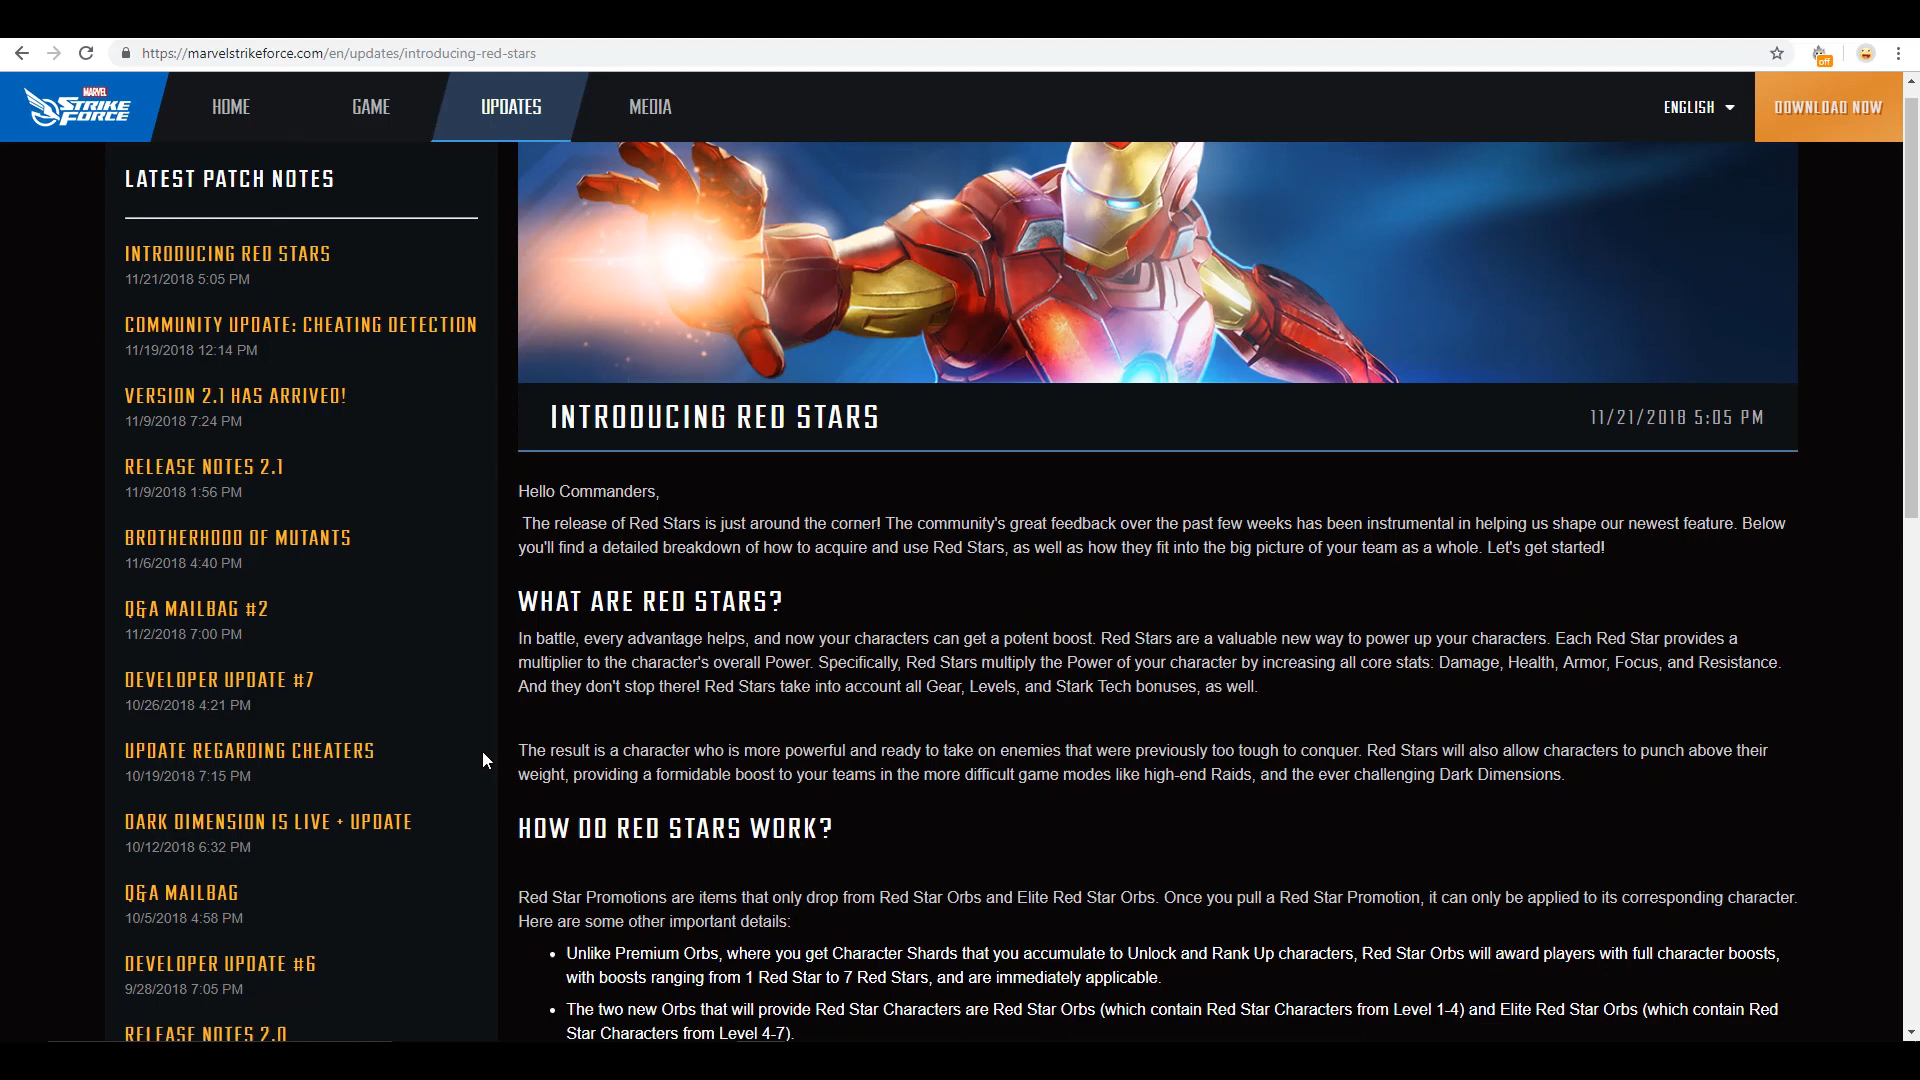 https://marvelstrikeforce.com/en/updates/introducing-red-stars
off
MARVEL
STRIKE
FORCE
HOME
GAME
UPDATES
MEDIA
ENGLISH
DOWNLOAD NOW
LATEST PATCH NOTES
INTRODUCING RED STARS
11/21/2018 5:05 PM
COMMUNITY UPDATE: CHEATING DETECTION
11/19/2018 12:14 PM
VERSION 2.1 HAS ARRIVED!
11/9/2018 7:24 PM
RELEASE NOTES 2.1
11/9/2018 1:56 PM
BROTHERHOOD OF MUTANTS
11/6/2018 4:40 PM
Q&A MAILBAG #2
11/2/2018 7:00 PM
DEVELOPER UPDATE #7
10/26/2018 4:21 PM
UPDATE REGARDING CHEATERS
10/19/2018 7:15 PM
DARK DIMENSION IS LIVE + UPDATE
10/12/2018 6:32 PM
Q&A MAILBAG
10/5/2018 4:58 PM
DEVELOPER UPDATE #6
9/28/2018 7:05 PM
RELEASE NOTES 2.0
INTRODUCING RED STARS
11/21/2018 5:05 PM
Hello Commanders,
The release of Red Stars is just around the corner! The community's great feedback over the past few weeks has been instrumental in helping us shape our newest feature. Below
you'll find a detailed breakdown of how to acquire and use Red Stars, as well as how they fit into the big picture of your team as a whole. Let's get started!
WHAT ARE RED STARS?
In battle, every advantage helps, and now your characters can get a potent boost. Red Stars are a valuable new way to power up your characters. Each Red Star provides a
multiplier to the character's overall Power. Specifically, Red Stars multiply the Power of your character by increasing all core stats: Damage, Health, Armor, Focus, and Resistance.
And they don't stop there! Red Stars take into account all Gear, Levels, and Stark Tech bonuses, as well.
The result is a character who is more powerful and ready to take on enemies that were previously too tough to conquer. Red Stars will also allow characters to punch above their
weight, providing a formidable boost to your teams in the more difficult game modes like high-end Raids, and the ever challenging Dark Dimensions.
HOW DO RED STARS WORK?
Red Star Promotions are items that only drop from Red Star Orbs and Elite Red Star Orbs. Once you pull a Red Star Promotion, it can only be applied to its corresponding character.
Here are some other important details:
• Unlike Premium Orbs, where you get Character Shards that you accumulate to Unlock and Rank Up characters, Red Star Orbs will award players with full character boosts,
with boosts ranging from 1 Red Star to 7 Red Stars, and are immediately applicable.
• The two new Orbs that will provide Red Star Characters are Red Star Orbs (which contain Red Star Characters from Level 1-4) and Elite Red Star Orbs (which contain Red
Star Characters from Level 4-7).